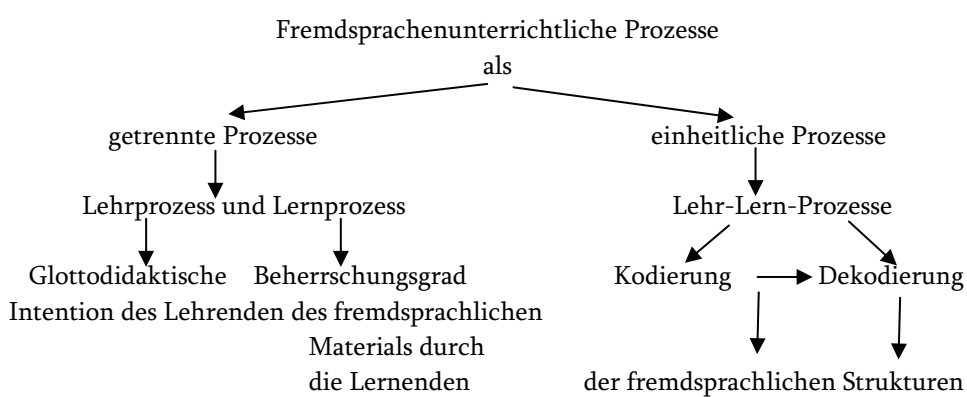 Fremdsprachenunterrichtliche Prozesse
als
getrennte Prozesse
einheitliche Prozesse
Lehrprozess und Lernprozess
Lehr-Lern-Prozesse
Glottodidaktische Beherrschungsgrad
Kodierung Dekodierung
Intention des Lehrenden des fremdsprachlichen
Materials durch
die Lernenden
der fremdsprachlichen Strukturen